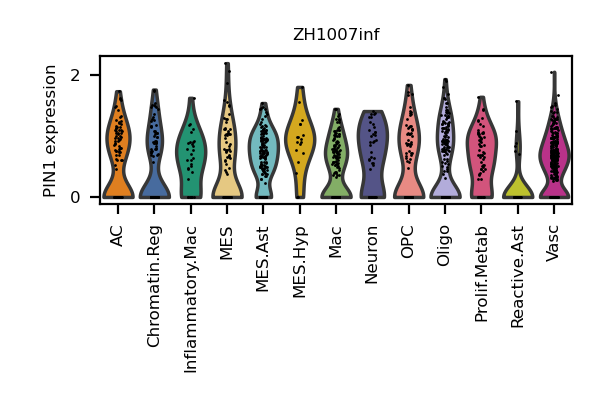 ZH1007inf
PIN1 expression
2
0
AC
Chromatin.Reg
Inflammatory.Mac
MES
MES.Ast
MES.Hyp
Mac
Neuron
OPC
Oligo
Prolif.Metab
Reactive.Ast
Vasc